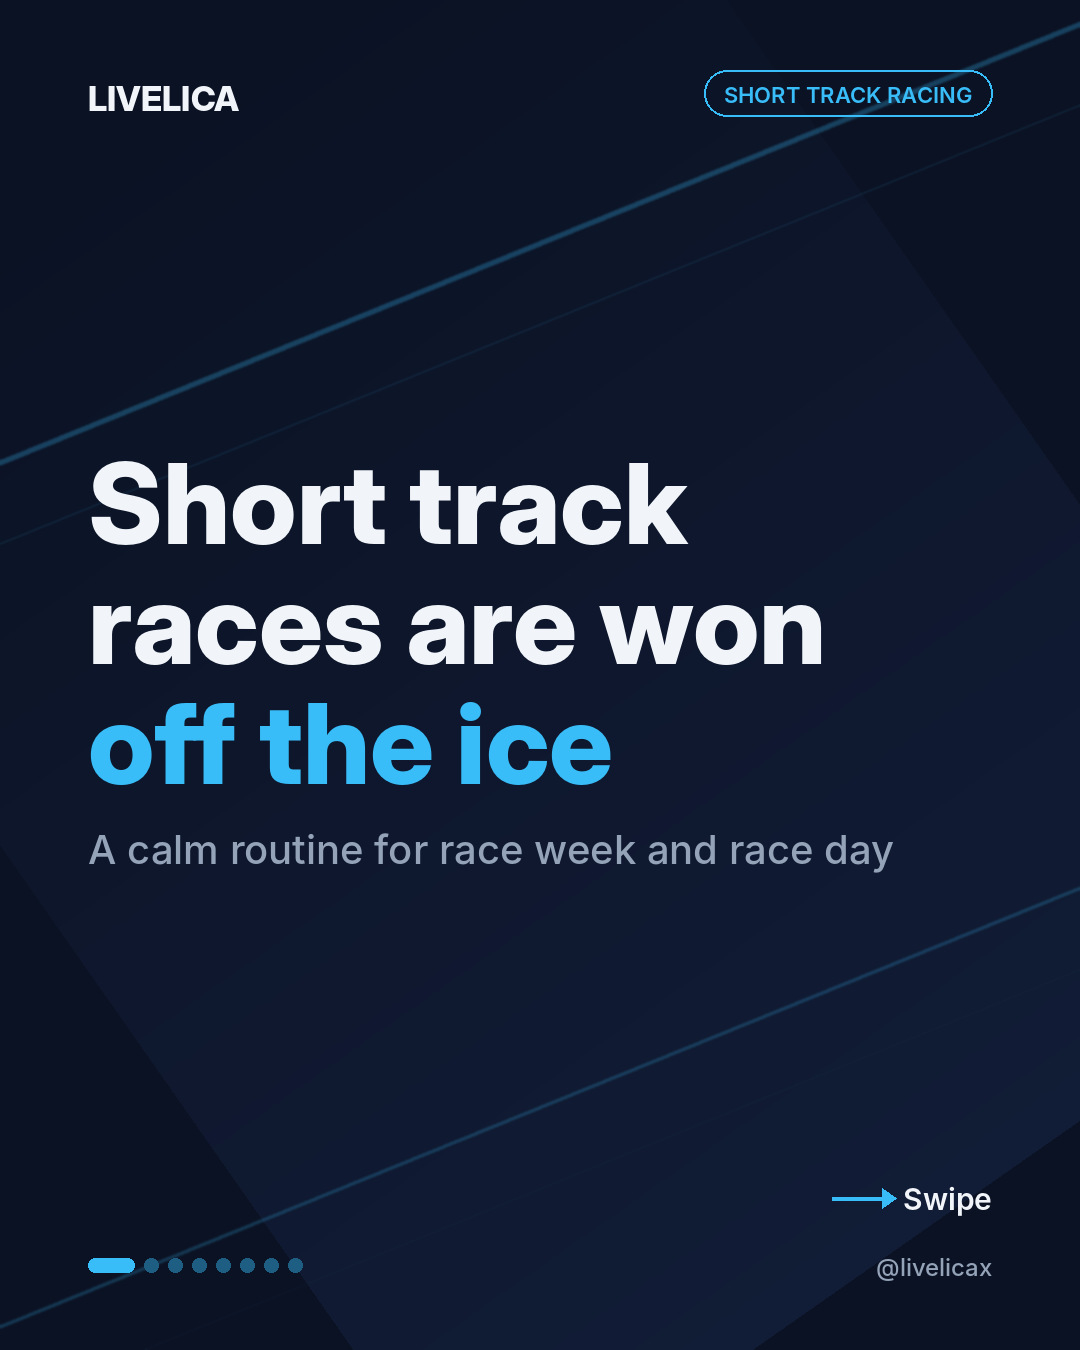 LIVELICA
SHORT TRACK RACING
Short track
races are won
off the ice
A calm routine for race week and race day
Swipe
@livelicax